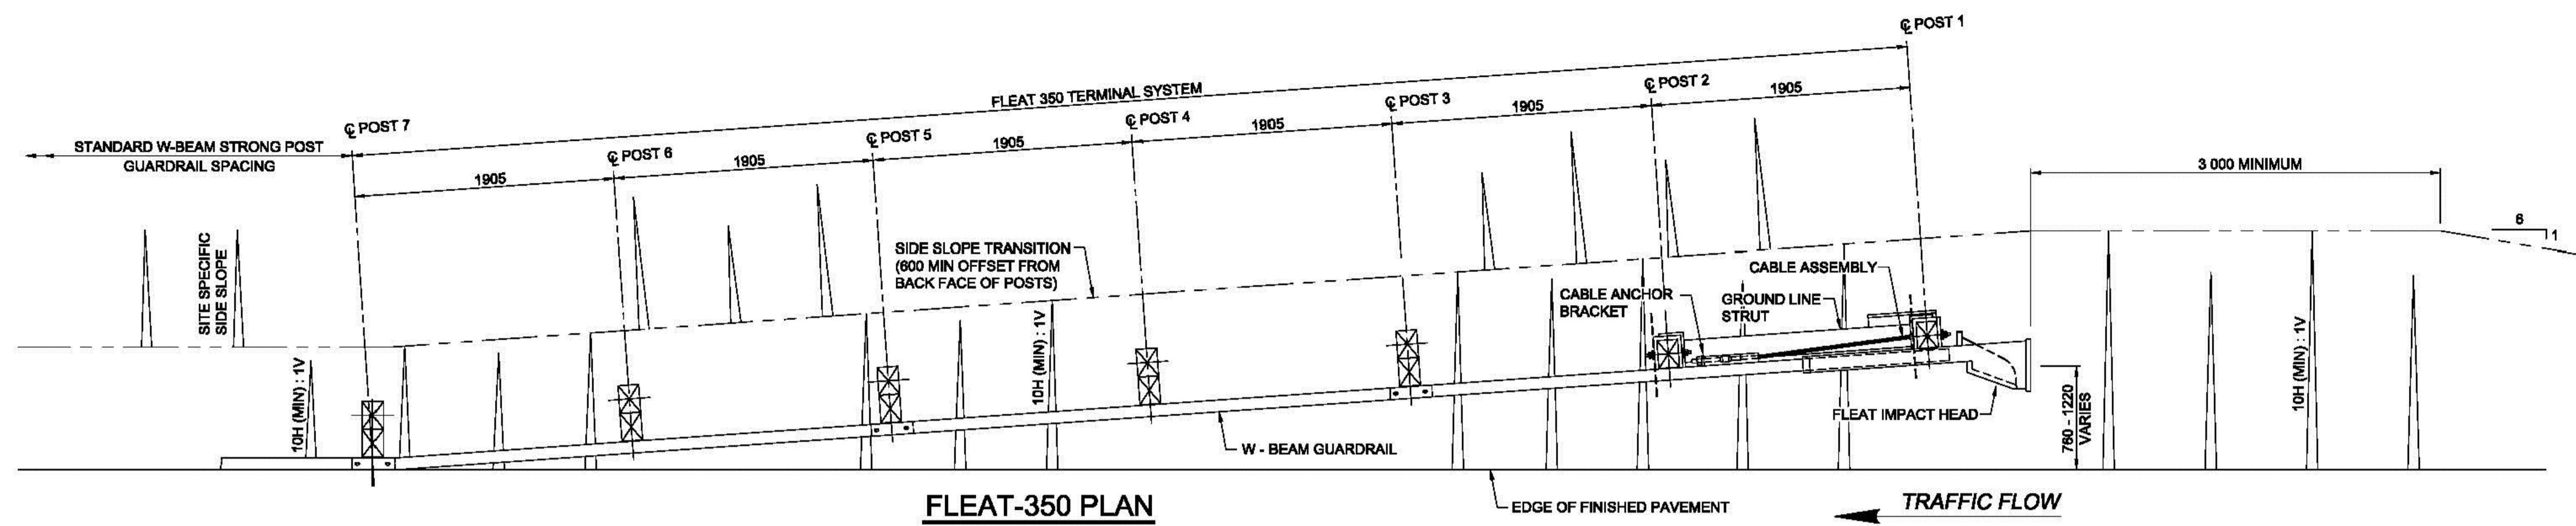 ℄ POST 1
FLEAT 350 TERMINAL SYSTEM
℄ POST 2
1905
℄ POST 3
1905
℄ POST 4
1905
℄ POST 5
1905
℄ POST 6
1905
℄ POST 7
1905
STANDARD W-BEAM STRONG POST
GUARDRAIL SPACING
3 000 MINIMUM
6
1
SITE SPECIFIC
SIDE SLOPE
SIDE SLOPE TRANSITION
(600 MIN OFFSET FROM
BACK FACE OF POSTS)
CABLE ASSEMBLY
CABLE ANCHOR
BRACKET
GROUND LINE
STRUT
10H (MIN) : 1V
10H (MIN) : 1V
10H (MIN) : 1V
760 - 1220
VARIES
FLEAT IMPACT HEAD
W - BEAM GUARDRAIL
EDGE OF FINISHED PAVEMENT
TRAFFIC FLOW
FLEAT-350 PLAN